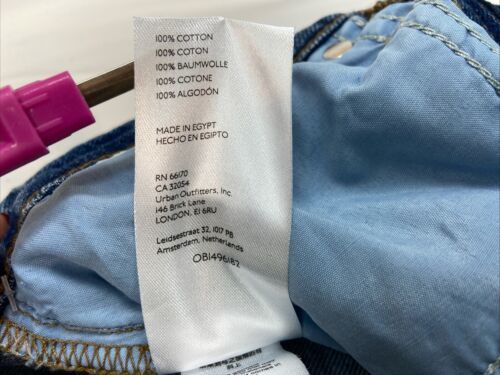 100% COTTON
100% COTON
100% BAUMWOLLE
100% COTONE
100% ALGODÓN
MADE IN EGYPT
HECHO EN EGIPTO
RN 66170
CA 32054
Urban Outfitters, Inc.
146 Brick Lane
LONDON, E1 6RU
Leidsestraat 32, 1017 PB
Amsterdam, Netherlands
OB1496182